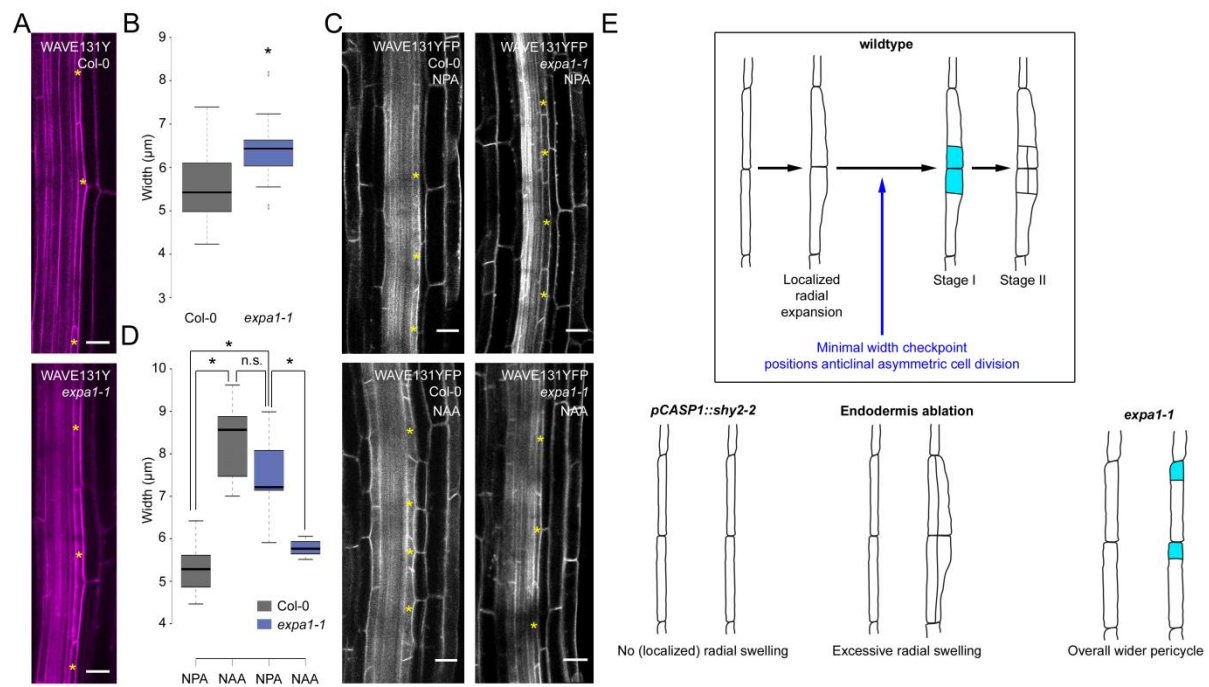 A
WAVE131Y
Col-0
WAVE131Y
expa1-1
B
9
8
7
6
5
4
3
Width (µm)
*
Col-0
expa1-1
C
WAVE131YFP
Col-0
NPA
WAVE131YFP
expa1-1
NPA
WAVE131YFP
Col-0
NAA
WAVE131YFP
expa1-1
NAA
D
10
9
8
7
6
5
4
Width (µm)
*
* n.s. *
Col-0
expa1-1
NPA NAA NPA NAA
E
wildtype
Localized
radial
expansion
Stage I
Stage II
Minimal width checkpoint
positions anticlinal asymmetric cell division
pCASP1::shy2-2
No (localized) radial swelling
Endodermis ablation
Excessive radial swelling
expa1-1
Overall wider pericycle